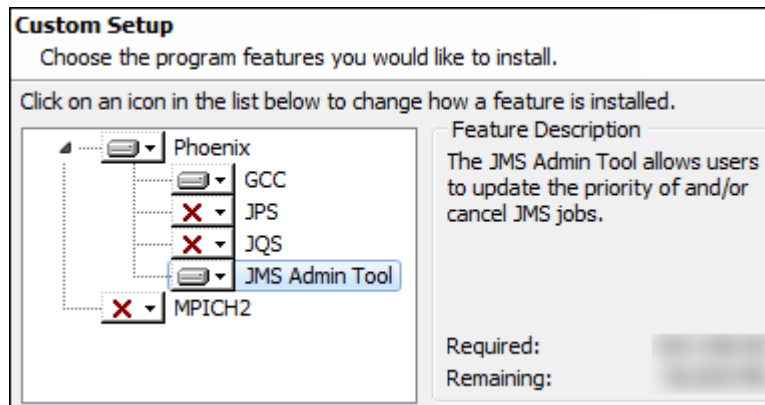 Custom Setup
Choose the program features you would like to install.
Click on an icon in the list below to change how a feature is installed.
Phoenix
GCC
JPS
JQS
JMS Admin Tool
MPICH2
Feature Description
The JMS Admin Tool allows users
to update the priority of and/or
cancel JMS jobs.
Required:
Remaining: